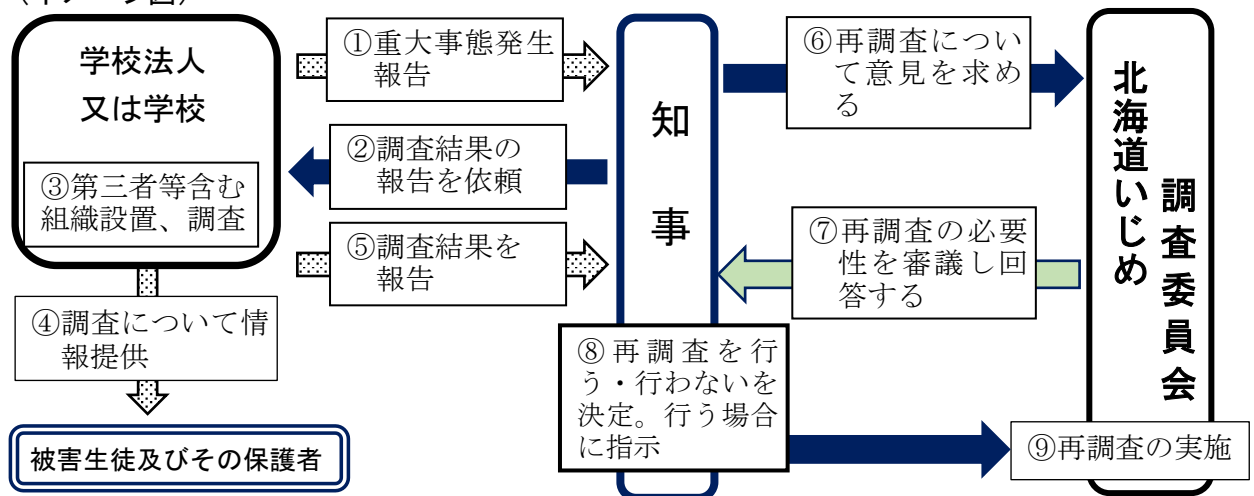 （イメージ図）
学校法人
又は学校
①重大事態発生
報告
②調査結果の
報告を依頼
③第三者等含む
組織設置、調査
⑤調査結果を
報告
④調査について情
報提供
被害生徒及びその保護者
知事
⑥再調査につい
て意見を求め
る
⑦再調査の必要
性を審議し回
答する
⑧再調査を行
う・行わないを
決定。行う場合
に指示
北海道いじめ
調査委員会
⑨再調査の実施